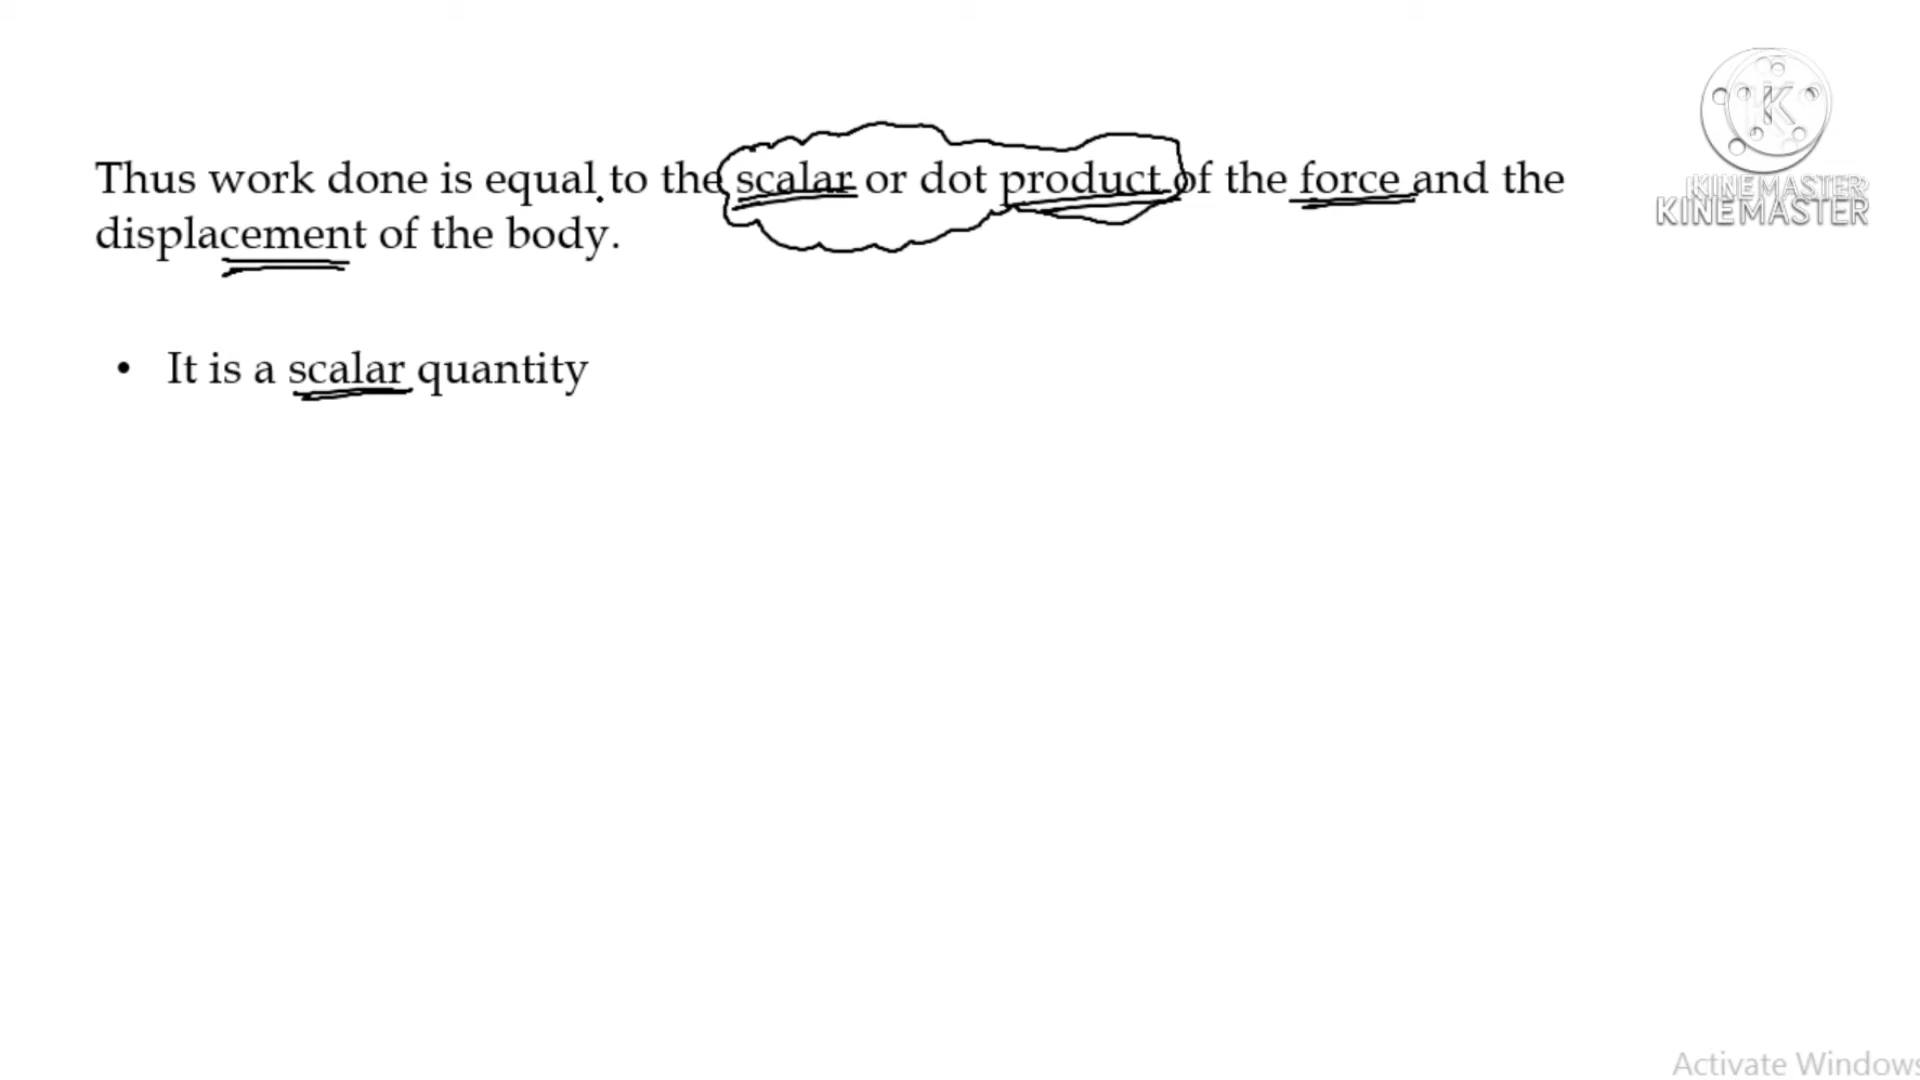 Thus work done is equal to the scalar or dot product of the force and the
displacement of the body.
• It is a scalar quantity
K
KINEMASTER
KINEMASTER
Activate Windows